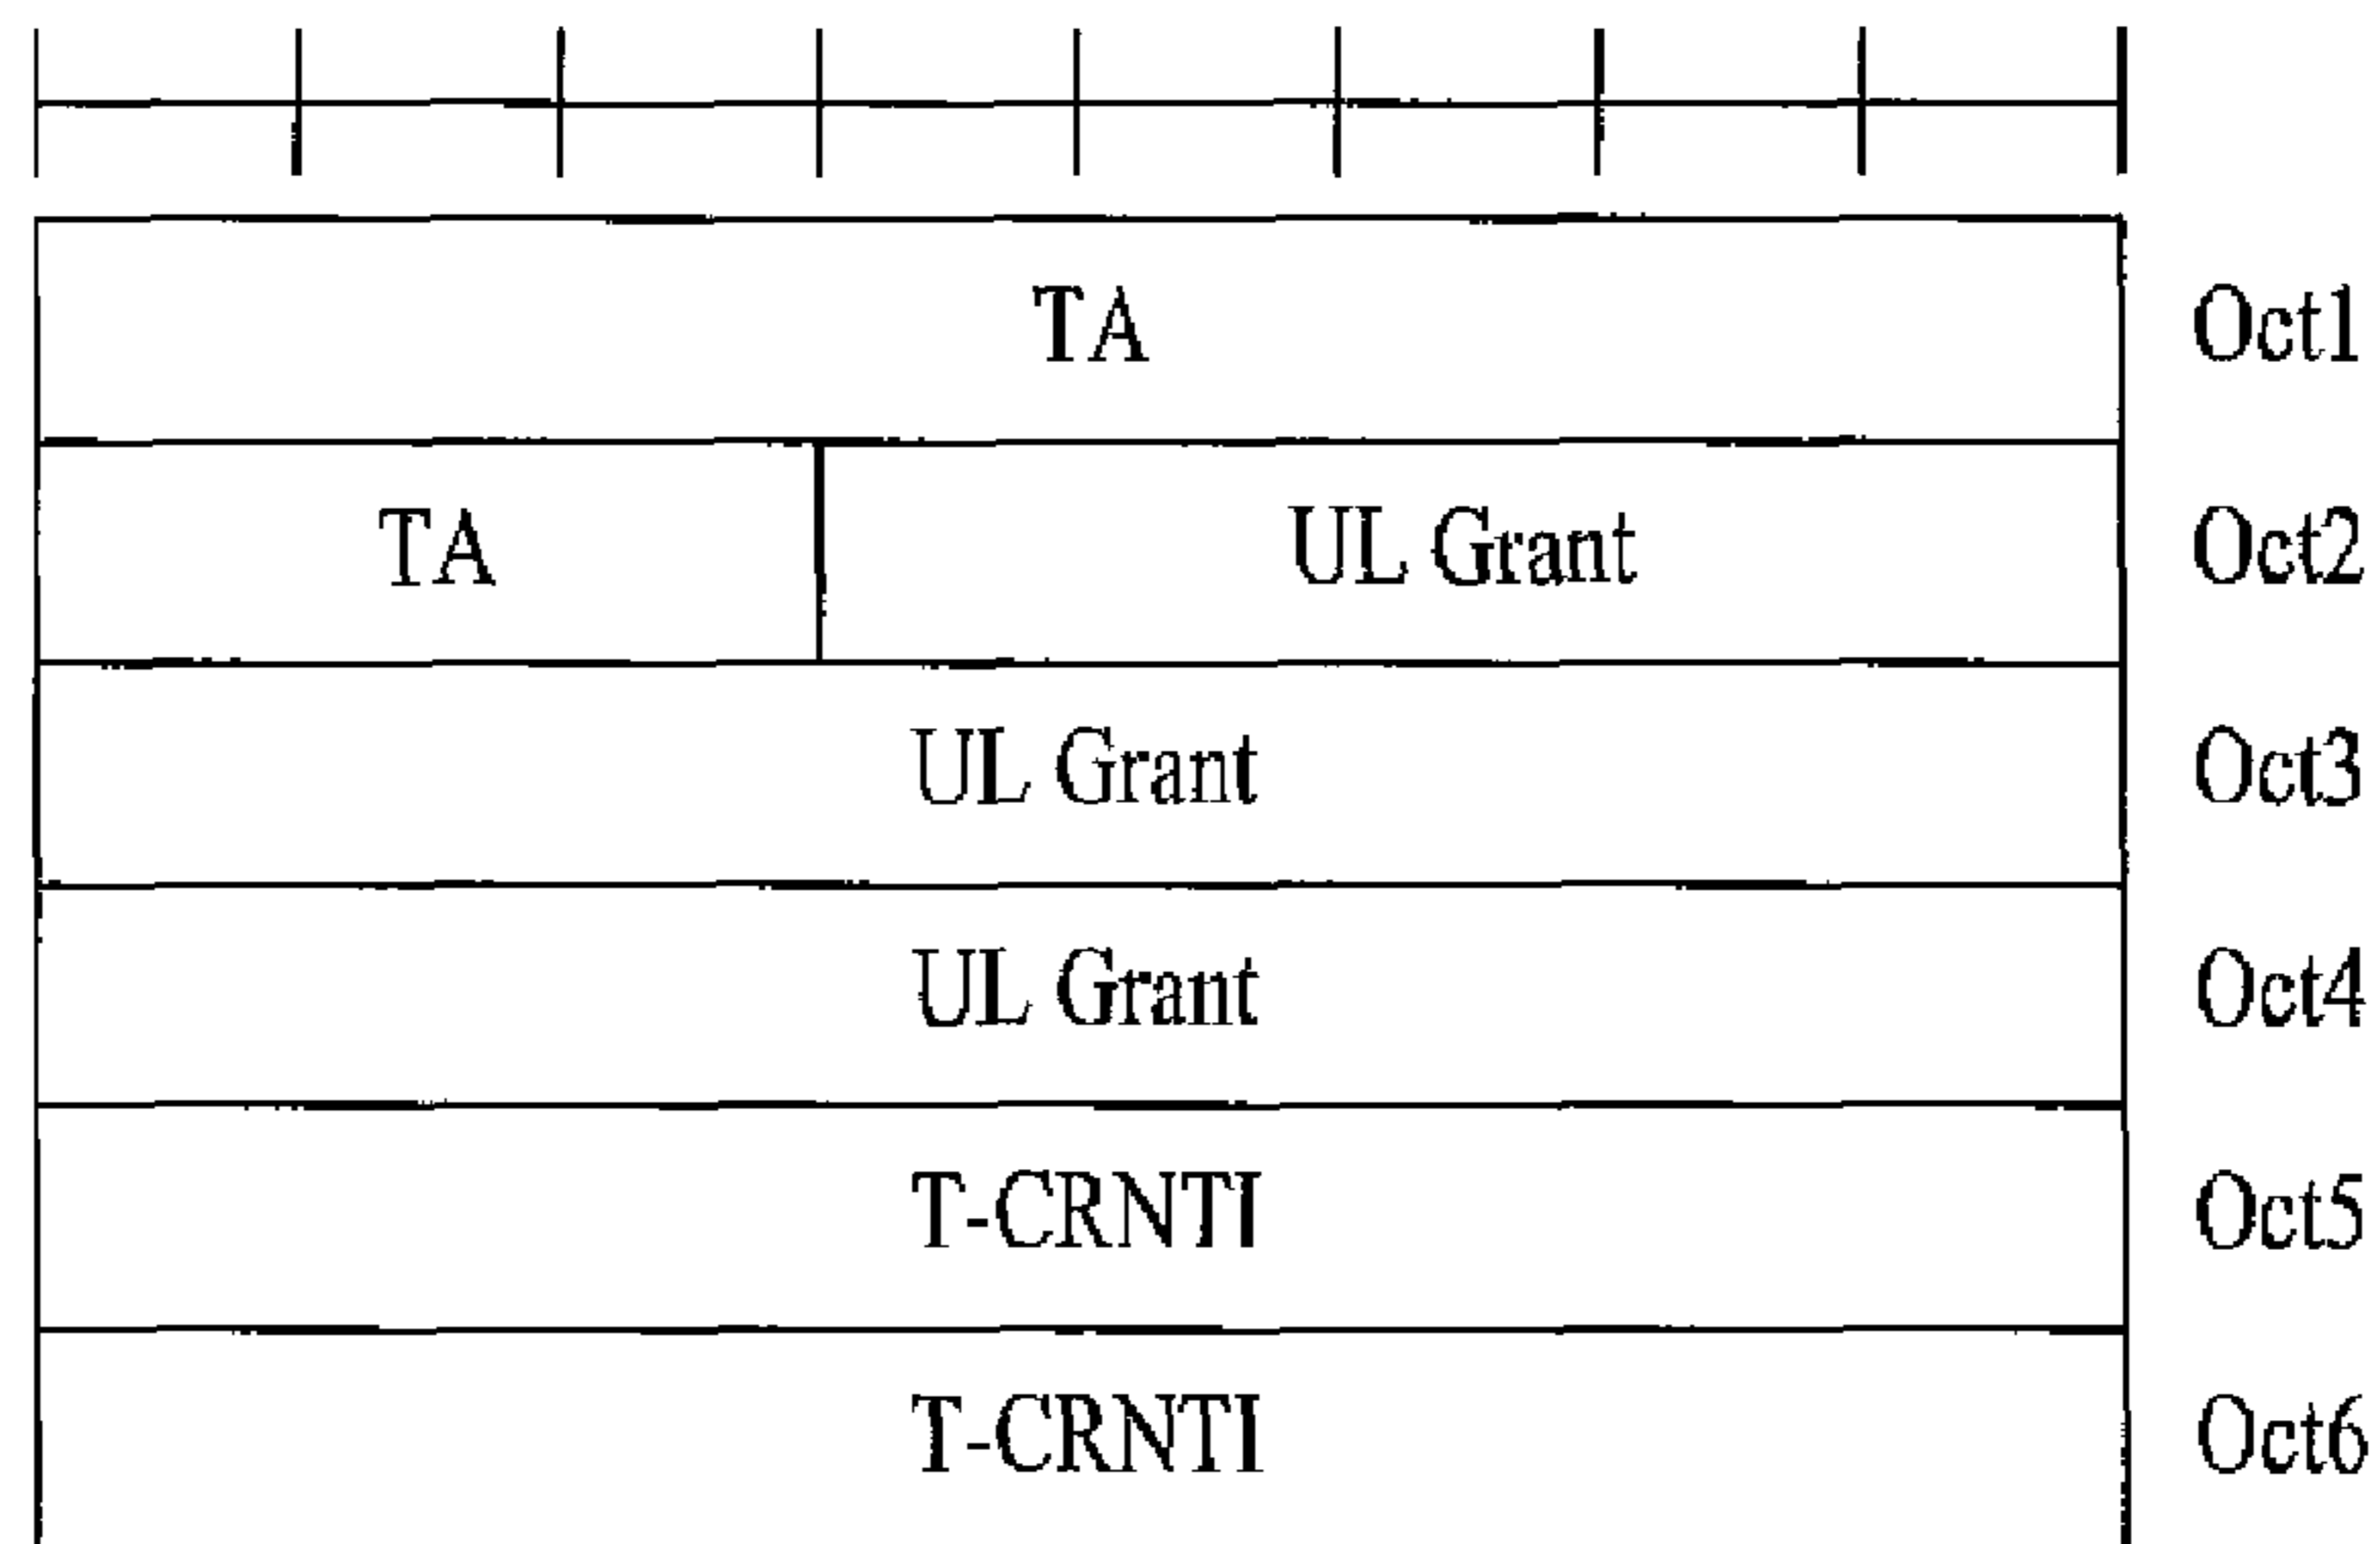 TA Oct1
TA UL Grant Oct2
UL Grant Oct3
UL Grant Oct4
T-CRNTI Oct5
T-CRNTI Oct6